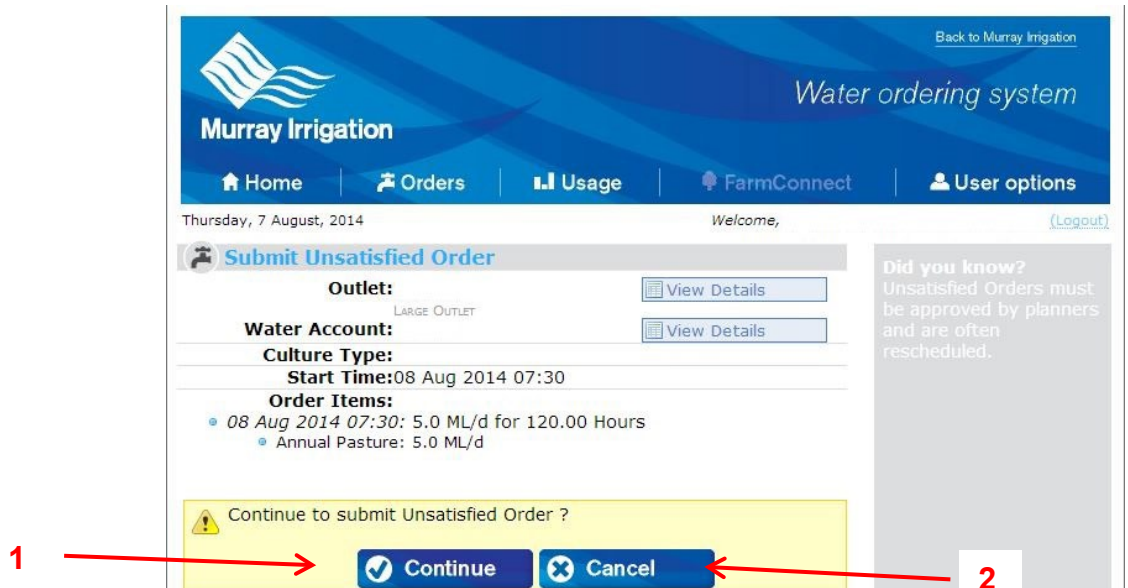 Back to Murray Irrigation
Water ordering system
Murray Irrigation
Home Orders Usage FarmConnect User options
Thursday, 7 August, 2014 Welcome, (Logout)
Submit Unsatisfied Order
Outlet: View Details
LARGE OUTLET
Water Account: View Details
Culture Type:
Start Time:08 Aug 2014 07:30
Order Items:
08 Aug 2014 07:30: 5.0 ML/d for 120.00 Hours
Annual Pasture: 5.0 ML/d
Did you know?
Unsatisfied Orders must
be approved by planners
and are often
rescheduled.
Continue to submit Unsatisfied Order ?
1 Continue Cancel 2